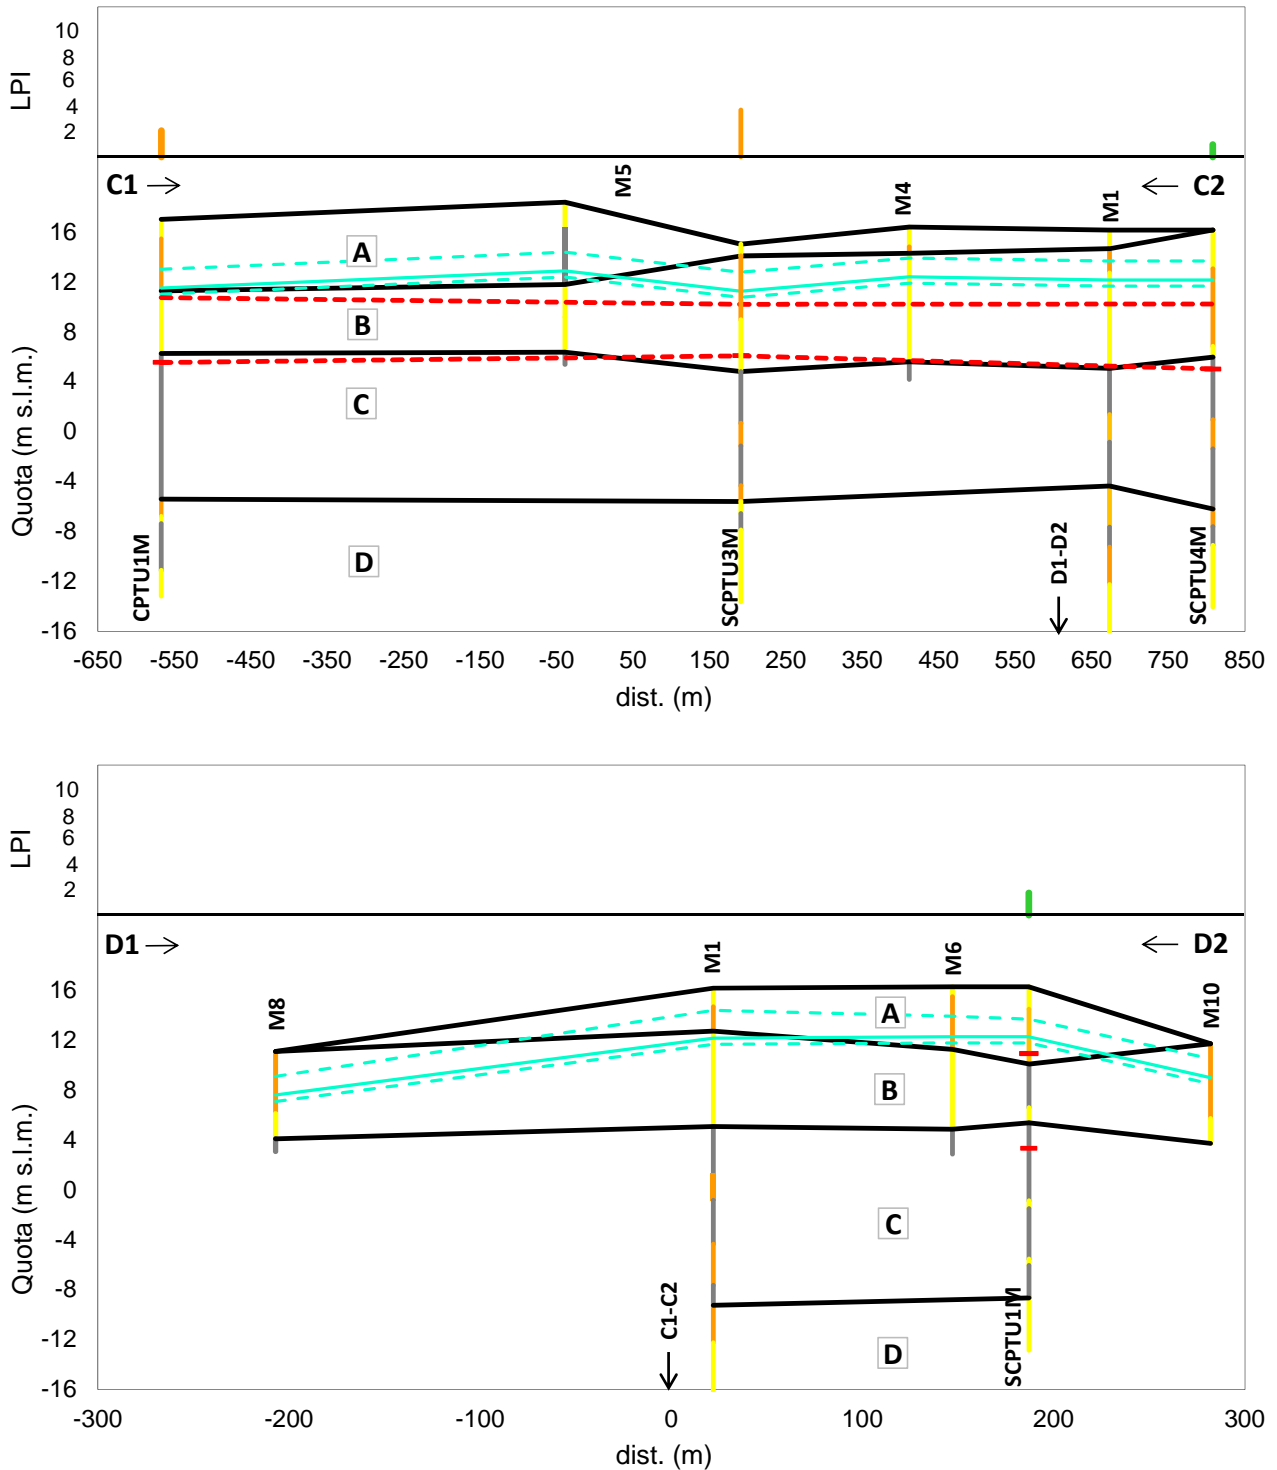 10
8
6
4
2
LPI
C1
M5
M4
M1
C2
16
12
8
4
0
-4
-8
-12
-16
Quota (m s.l.m.)
A
B
C
D
CPTU1M
SCPTU3M
D1-D2
SCPTU4M
-650 -550 -450 -350 -250 -150 -50 50 150 250 350 450 550 650 750 850
dist. (m)
10
8
6
4
2
LPI
D1
M8
M1
M6
D2
M10
16
12
8
4
0
-4
-8
-12
-16
Quota (m s.l.m.)
A
B
C
D
C1-C2
SCPTU1M
-300 -200 -100 0 100 200 300
dist. (m)